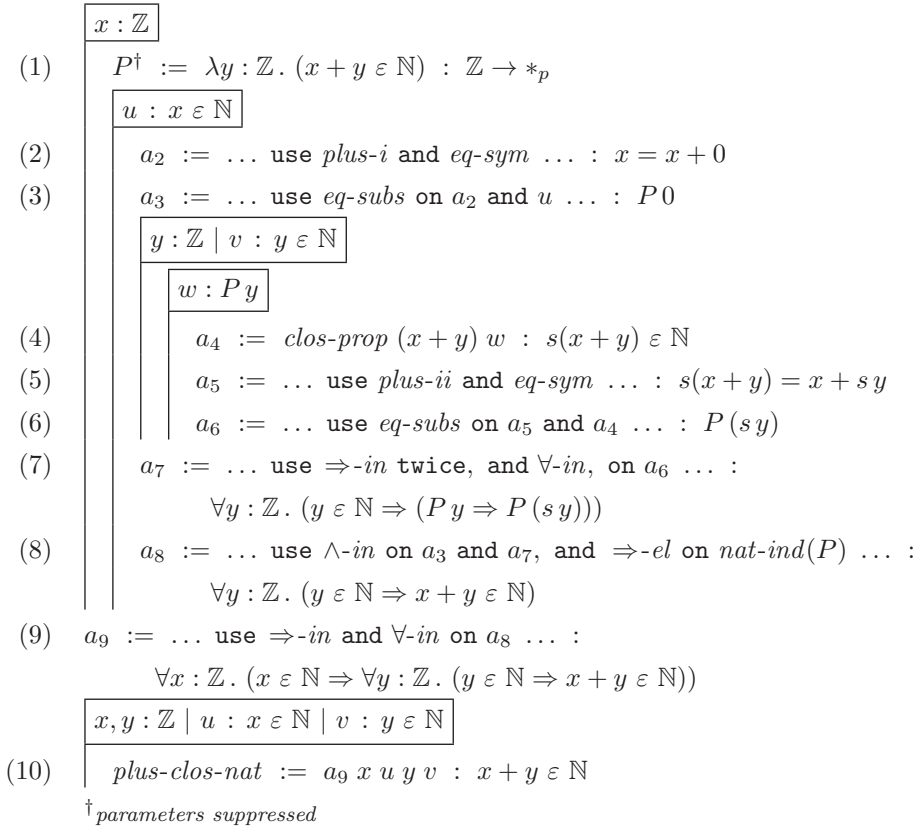 x : ℤ
(1) P† := λy : ℤ . (x + y ε ℕ) : ℤ → ∗ₚ
u : x ε ℕ
(2) a₂ := … use plus-i and eq-sym … : x = x + 0
(3) a₃ := … use eq-subs on a₂ and u … : P 0
y : ℤ | v : y ε ℕ
w : P y
(4) a₄ := clos-prop (x + y) w : s(x + y) ε ℕ
(5) a₅ := … use plus-ii and eq-sym … : s(x + y) = x + s y
(6) a₆ := … use eq-subs on a₅ and a₄ … : P (s y)
(7) a₇ := … use ⇒-in twice, and ∀-in, on a₆ … :
∀y : ℤ . (y ε ℕ ⇒ (P y ⇒ P (s y)))
(8) a₈ := … use ∧-in on a₃ and a₇, and ⇒-el on nat-ind(P) … :
∀y : ℤ . (y ε ℕ ⇒ x + y ε ℕ)
(9) a₉ := … use ⇒-in and ∀-in on a₈ … :
∀x : ℤ . (x ε ℕ ⇒ ∀y : ℤ . (y ε ℕ ⇒ x + y ε ℕ))
x, y : ℤ | u : x ε ℕ | v : y ε ℕ
(10) plus-clos-nat := a₉ x u y v : x + y ε ℕ
† parameters suppressed